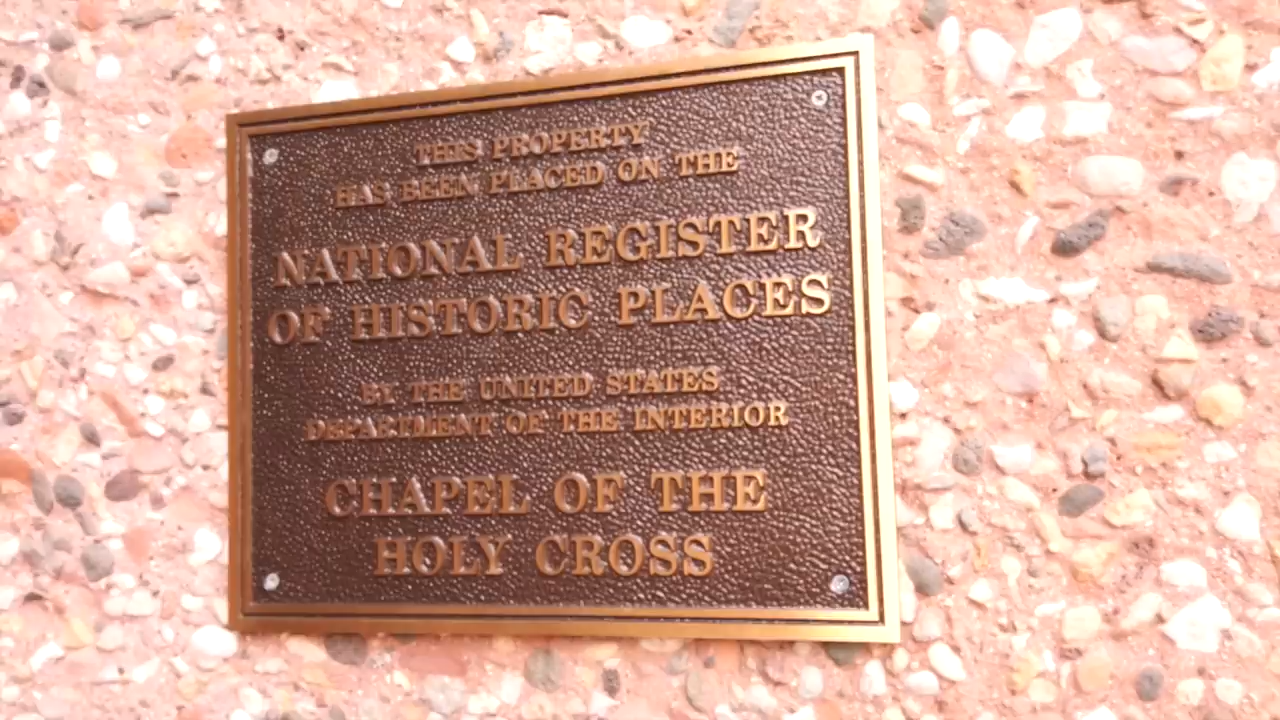 THIS PROPERTY
HAS BEEN PLACED ON THE
NATIONAL REGISTER
OF HISTORIC PLACES
BY THE UNITED STATES
DEPARTMENT OF THE INTERIOR
CHAPEL OF THE
HOLY CROSS